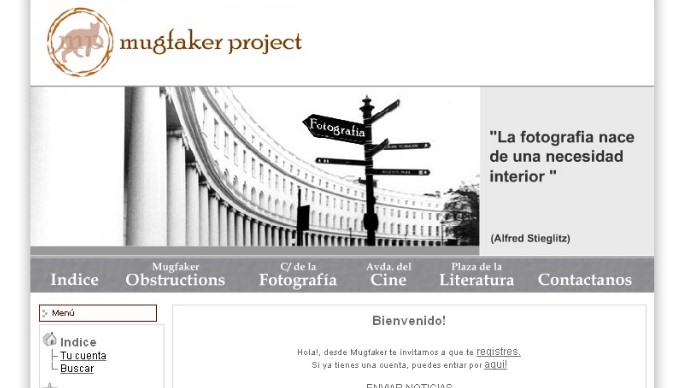 mp
mugfaker project
Fotografia
"La fotografia nace
de una necesidad
interior "
(Alfred Stieglitz)
Indice
Mugfaker
Obstructions
C/ de la
Fotografía
Avda. del
Cine
Plaza de la
Literatura
Contactanos
Menú
Indice
Tu cuenta
Buscar
Bienvenido!
Hola!, desde Mugfaker te invitamos a que te registres.
Si ya tienes una cuenta, puedes entrar por aquí!
ENVIAR NOTICIAS